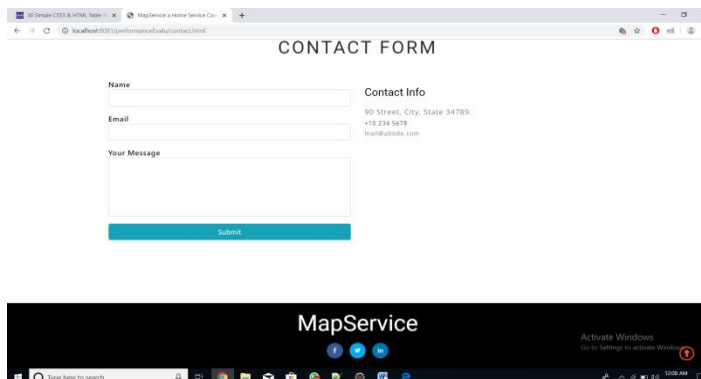 30 Simple CSS3 & HTML Table T
MapService a Home Service Cat
localhost:8081/performanceEvalu/contact.html
CONTACT FORM
Name
Email
Your Message
Submit
Contact Info
90 Street, City, State 34789.
+10 234 5678
mail@abode.com
MapService
Activate Windows
Go to Settings to activate Windows.
Type here to search
12:08 AM